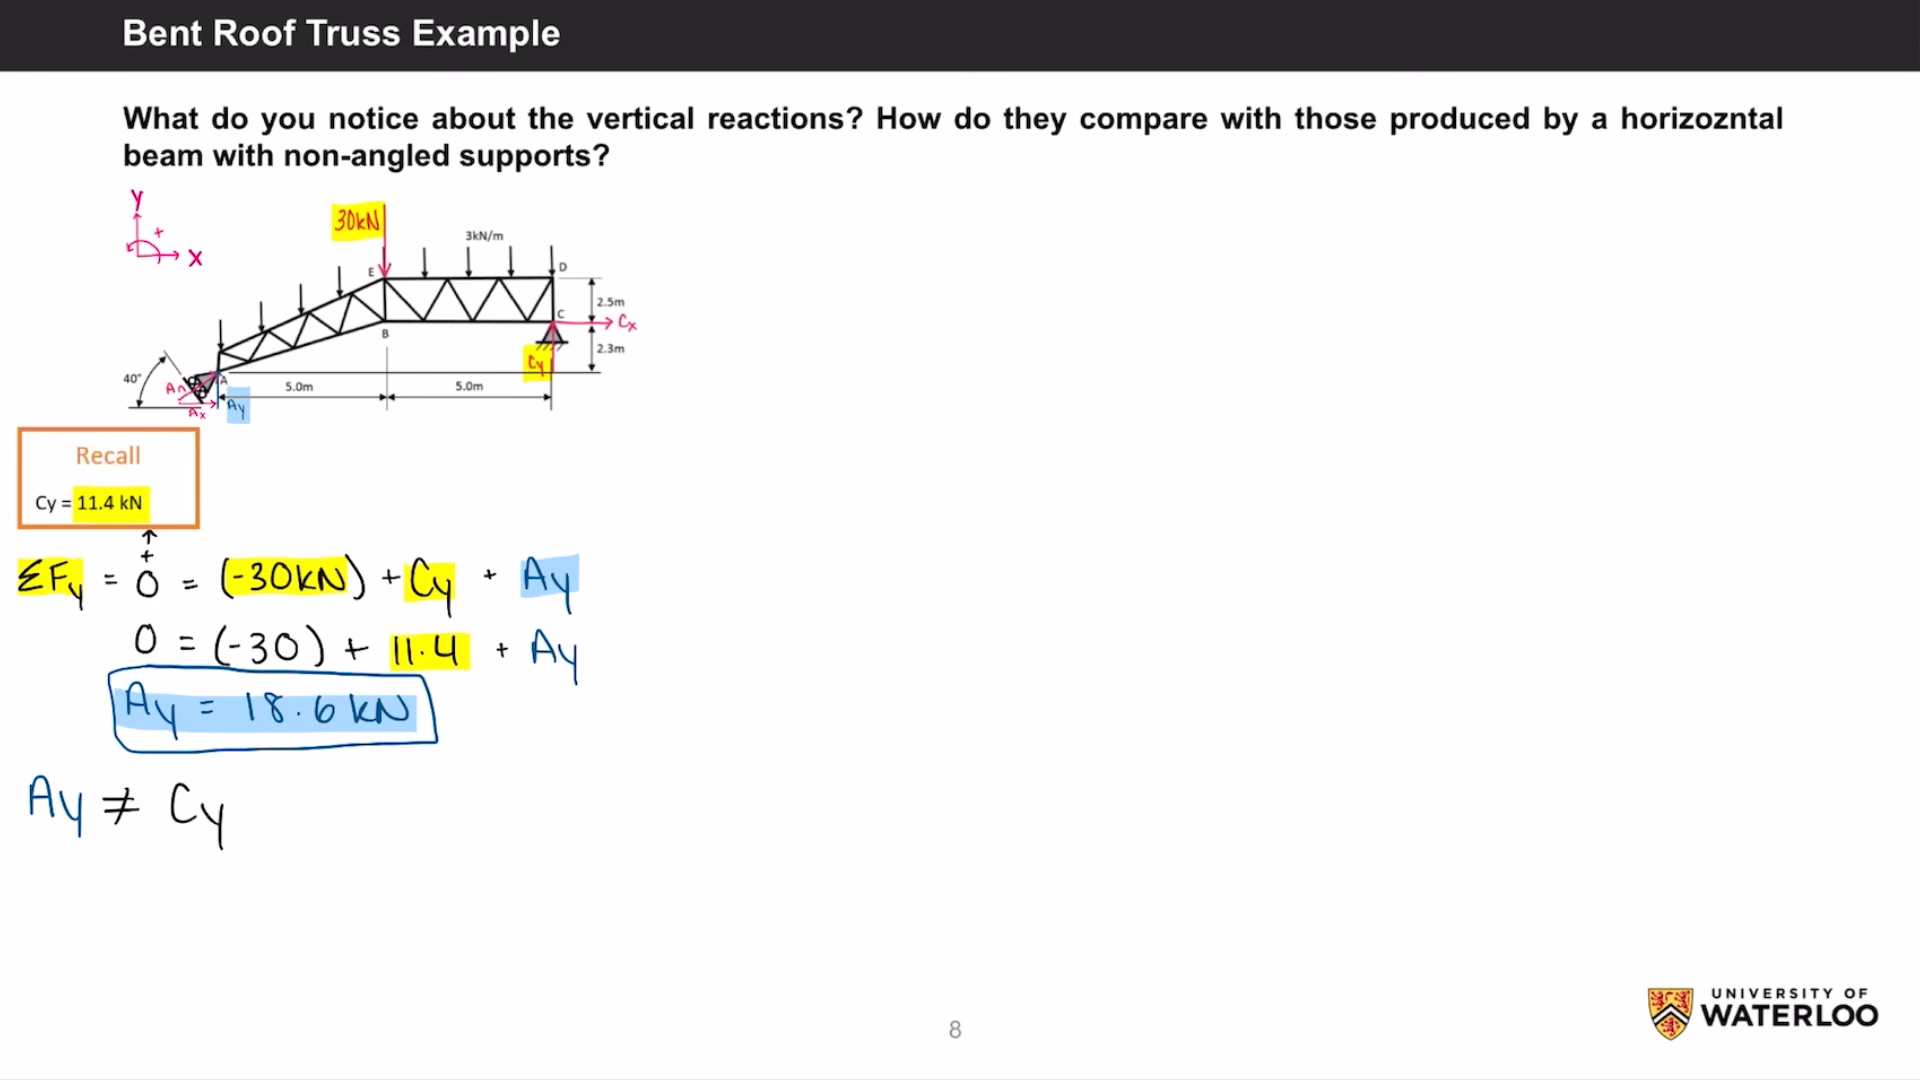 Bent Roof Truss Example
What do you notice about the vertical reactions? How do they compare with those produced by a horizozntal
beam with non-angled supports?
Y
+
X
30kN
3kN/m
E
D
2.5m
C
Cx
B
2.3m
Cy
40°
An
A
5.0m
5.0m
Ax
Ay
Recall
Cy = 11.4 kN
+
ΣFy = 0 = (-30kN) + Cy + Ay
0 = (-30) + 11.4 + Ay
Ay = 18.6 kN
Ay ≠ Cy
8
UNIVERSITY OF
WATERLOO